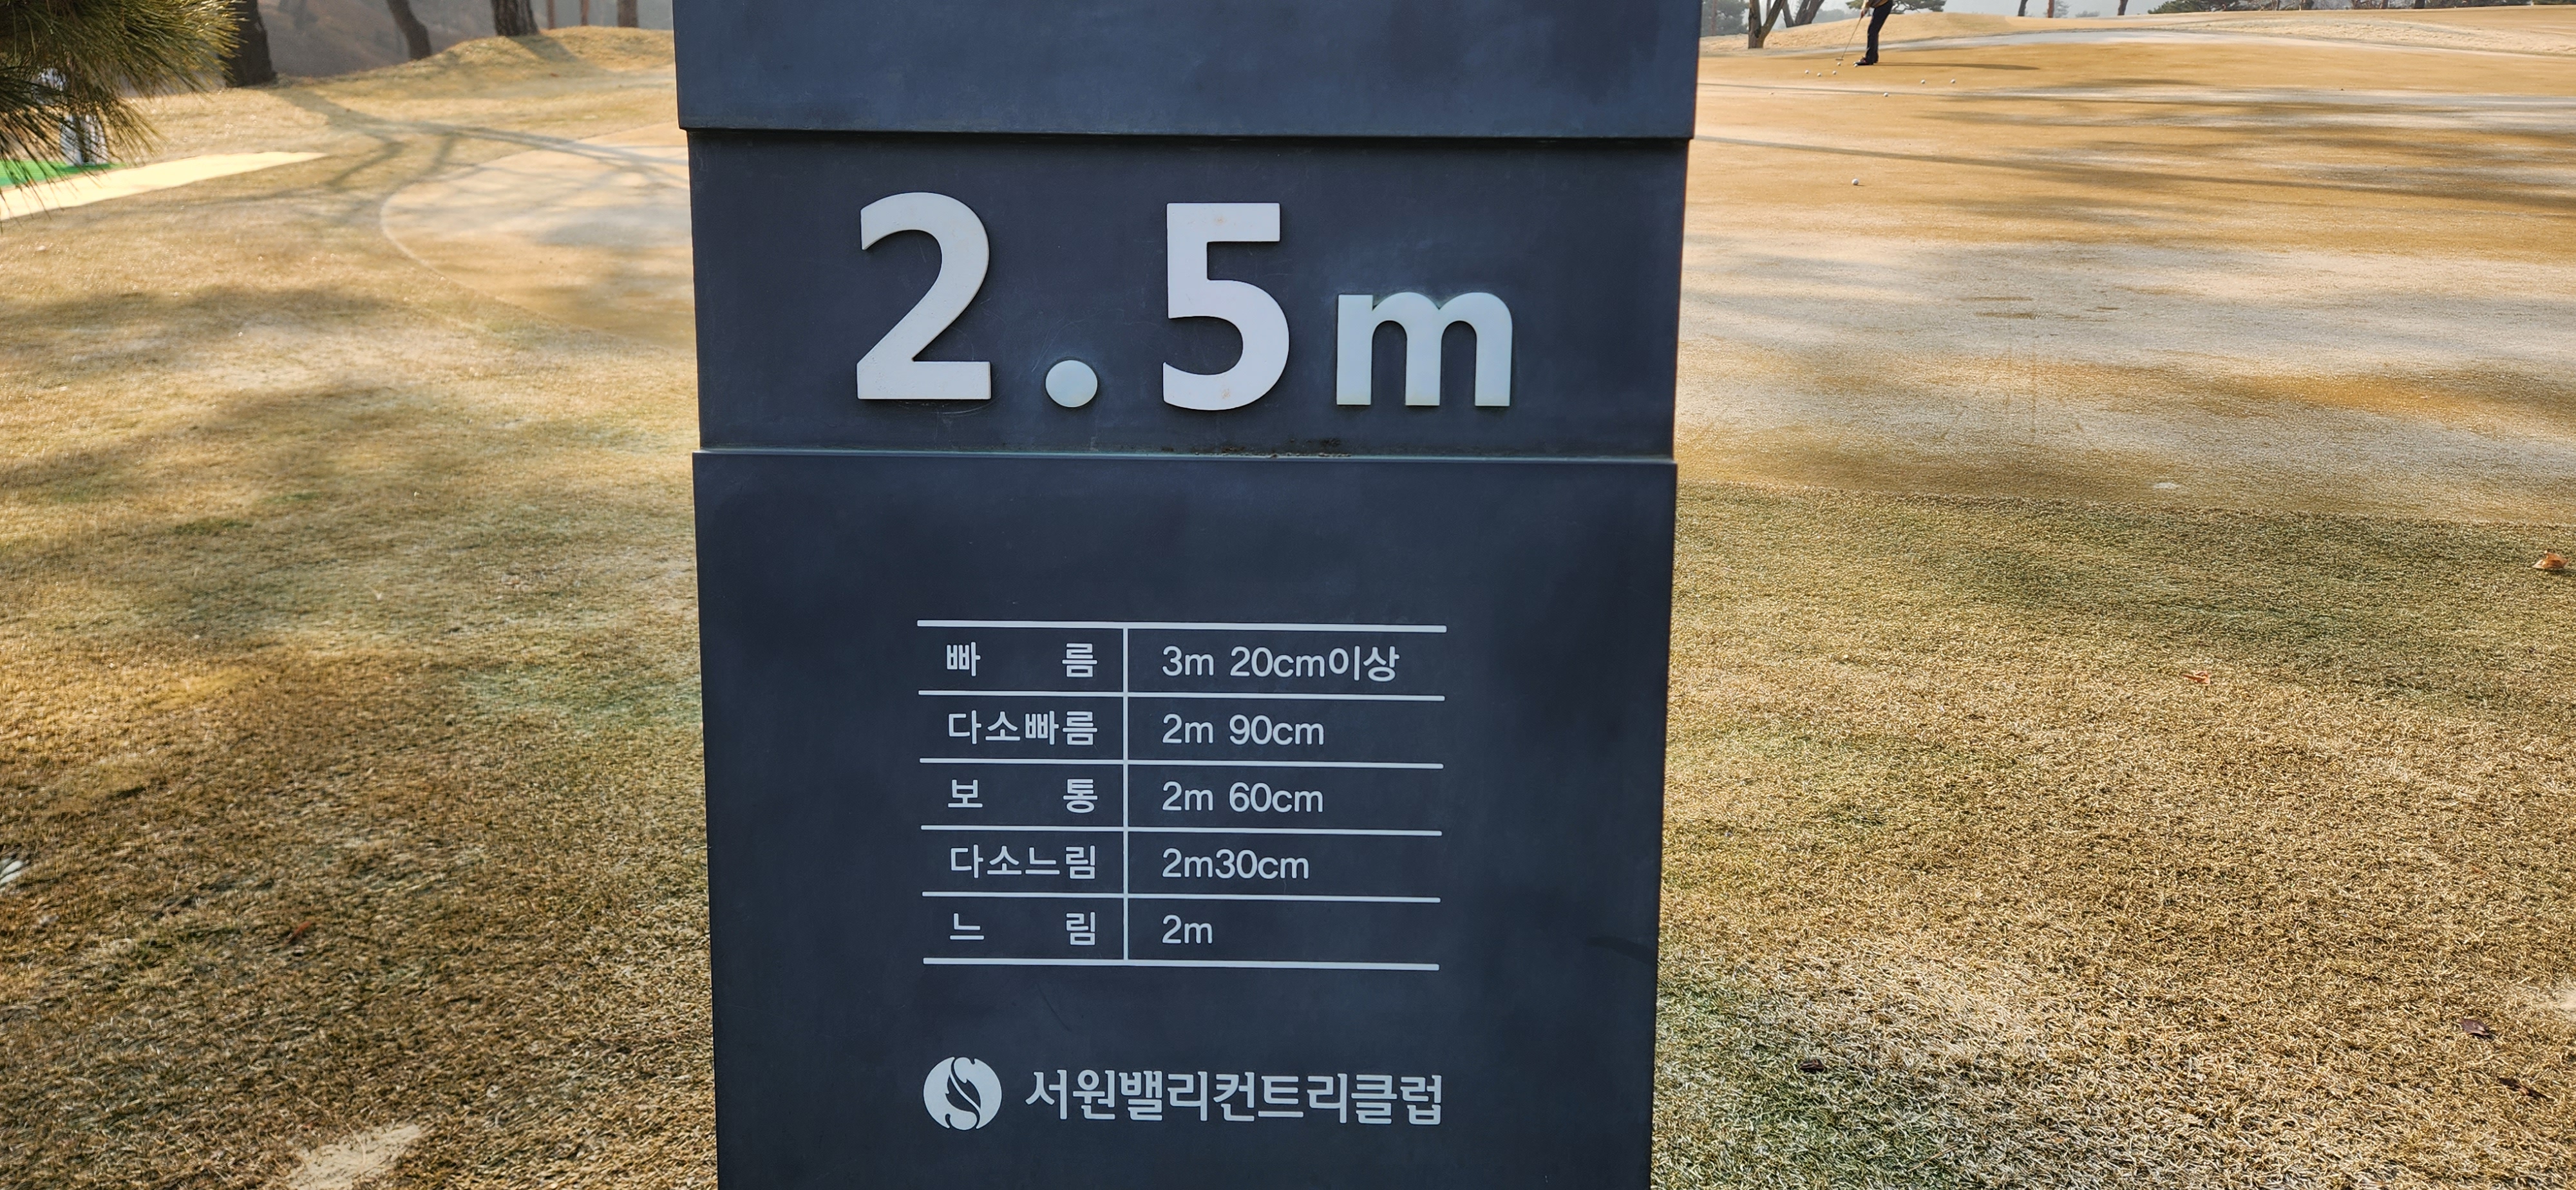 2.5m
빠 름 3m 20cm이상
다소빠름 2m 90cm
보 통 2m 60cm
다소느림 2m30cm
느 림 2m
서원밸리컨트리클럽